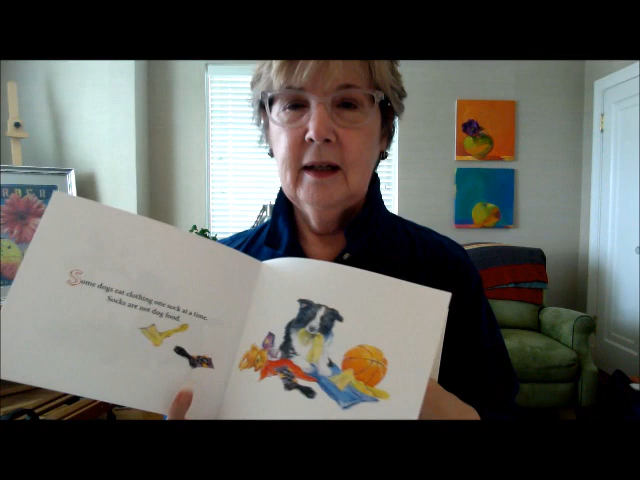 Some dogs eat clothing one sock at a time.
Socks are not dog food.